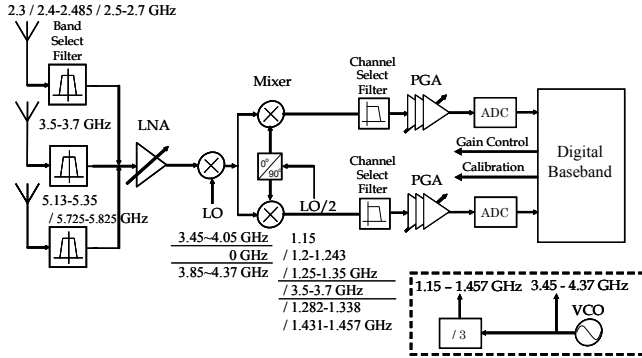 2.3 / 2.4-2.485 / 2.5-2.7 GHz
Band
Select
Filter
3.5-3.7 GHz
5.13-5.35
/ 5.725-5.825 GHz
LNA
LO
Mixer
0°
90°
LO/2
Channel
Select
Filter
PGA
ADC
Channel
Select
Filter
PGA
ADC
Gain Control
Calibration
Digital
Baseband
3.45~4.05 GHz
0 GHz
3.85~4.37 GHz
1.15
/ 1.2-1.243
/ 1.25-1.35 GHz
/ 3.5-3.7 GHz
/ 1.282-1.338
/ 1.431-1.457 GHz
1.15 – 1.457 GHz
3.45 - 4.37 GHz
VCO
/ 3